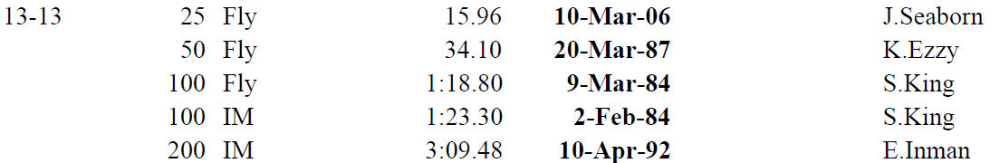 13-13 25 Fly 15.96 10-Mar-06 J.Seaborn
50 Fly 34.10 20-Mar-87 K.Ezzy
100 Fly 1:18.80 9-Mar-84 S.King
100 IM 1:23.30 2-Feb-84 S.King
200 IM 3:09.48 10-Apr-92 E.Inman